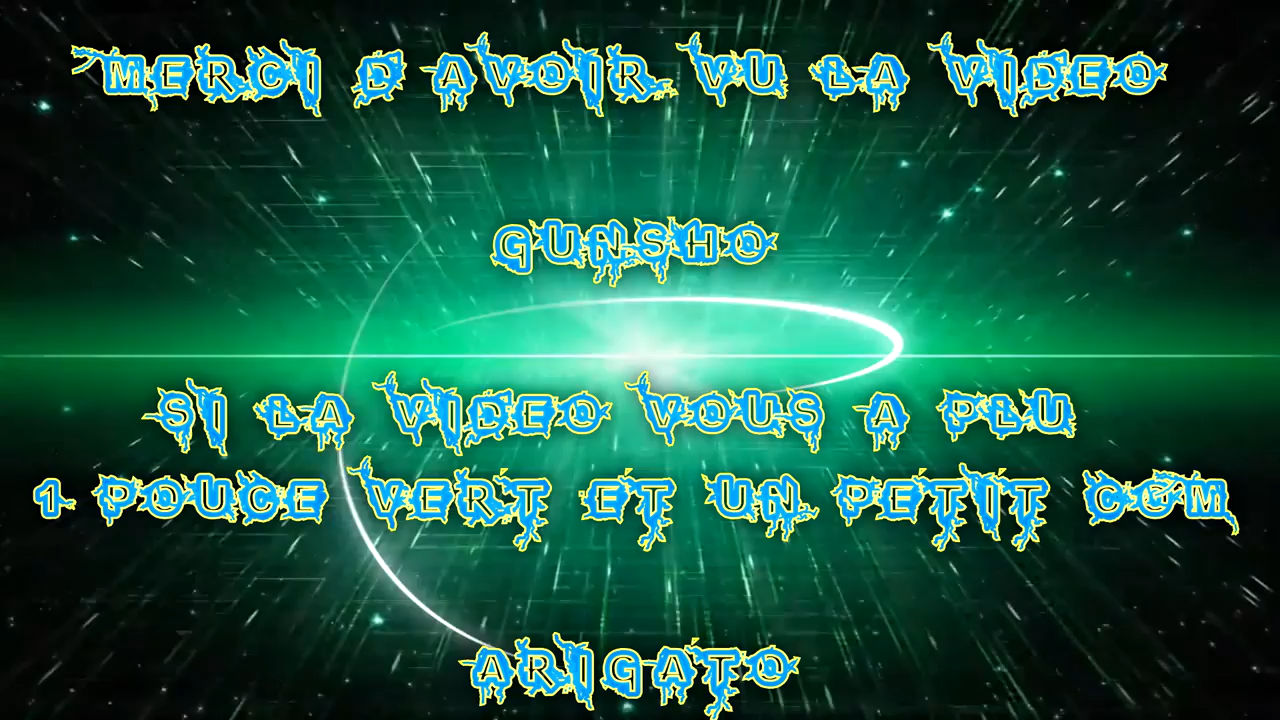 MERCI D AVOIR VU LA VIDEO
GUNSHO
SI LA VIDEO VOUS A PLU
1 POUCE VERT ET UN PETIT COM
ARIGATO